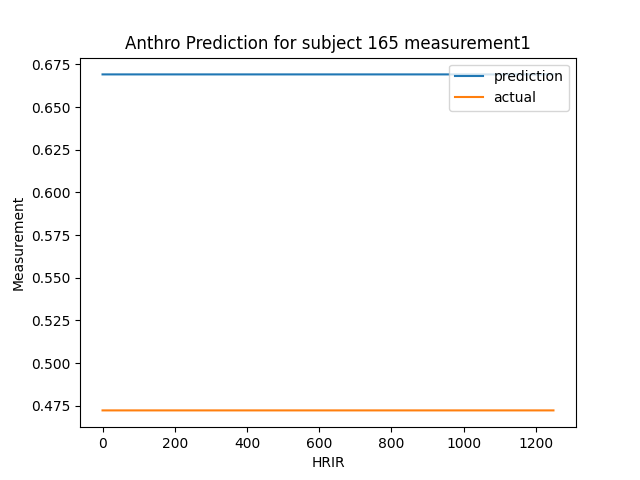 Anthro Prediction for subject 165 measurement1
0.675
0.650
0.625
0.600
0.575
0.550
0.525
0.500
0.475
Measurement
prediction
actual
0 200 400 600 800 1000 1200
HRIR